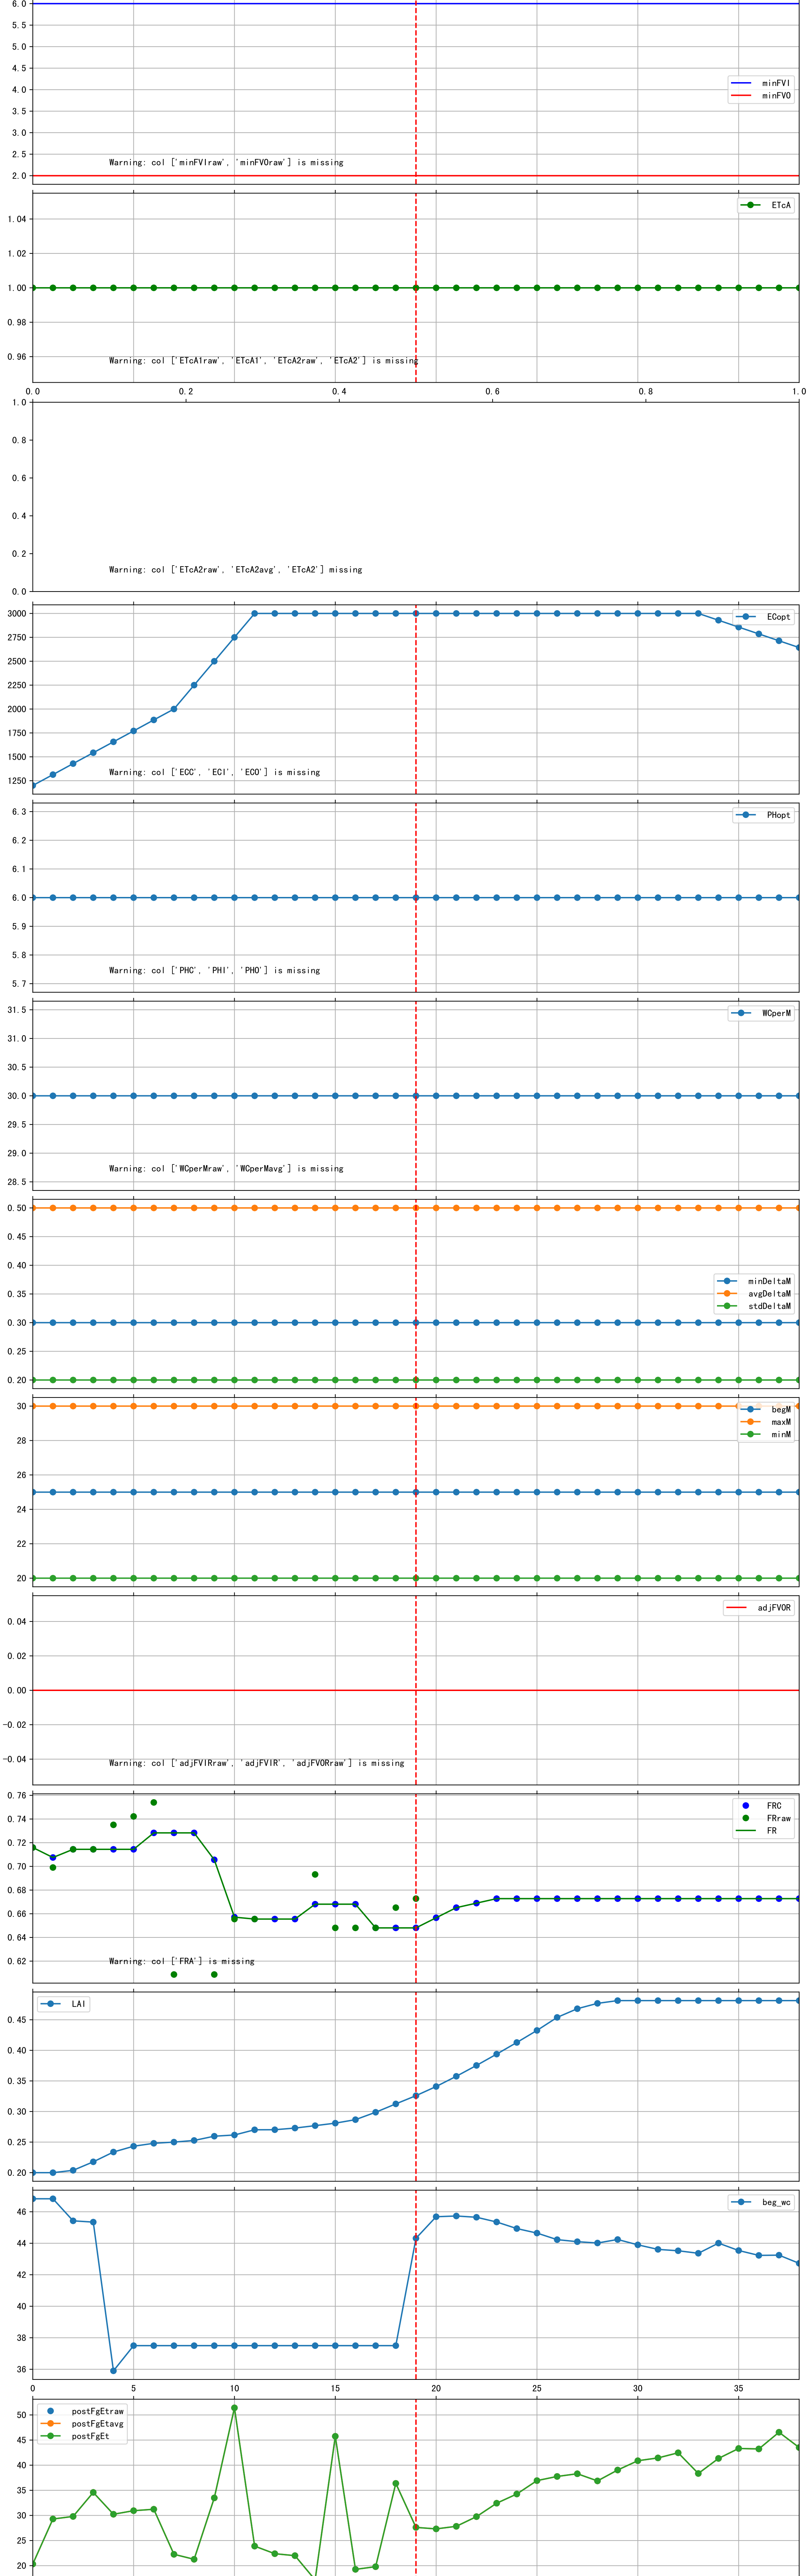 6.0
5.5
5.0
4.5
4.0
3.5
3.0
2.5
2.0
minFVI
minFVO
Warning: col ['minFVIraw', 'minFVOraw'] is missing
1.04
1.02
1.00
0.98
0.96
ETcA
Warning: col ['ETcA1raw', 'ETcA1', 'ETcA2raw', 'ETcA2'] is missing
0.0 0.2 0.4 0.6 0.8 1.0
1.0
0.8
0.6
0.4
0.2
0.0
Warning: col ['ETcA2raw', 'ETcA2avg', 'ETcA2'] missing
3000
2750
2500
2250
2000
1750
1500
1250
ECopt
Warning: col ['ECC', 'ECI', 'ECO'] is missing
6.3
6.2
6.1
6.0
5.9
5.8
5.7
PHopt
Warning: col ['PHC', 'PHI', 'PHO'] is missing
31.5
31.0
30.5
30.0
29.5
29.0
28.5
WCperM
Warning: col ['WCperMraw', 'WCperMavg'] is missing
0.50
0.45
0.40
0.35
0.30
0.25
0.20
minDeltaM
avgDeltaM
stdDeltaM
30
28
26
24
22
20
begM
maxM
minM
0.04
0.02
0.00
-0.02
-0.04
adjFVOR
Warning: col ['adjFVIRraw', 'adjFVIR', 'adjFVORraw'] is missing
0.76
0.74
0.72
0.70
0.68
0.66
0.64
0.62
FRC
FRraw
FR
Warning: col ['FRA'] is missing
0.45
0.40
0.35
0.30
0.25
0.20
LAI
46
44
42
40
38
36
beg_wc
0 5 10 15 20 25 30 35
50
45
40
35
30
25
20
postFgEtraw
postFgEtavg
postFgEt